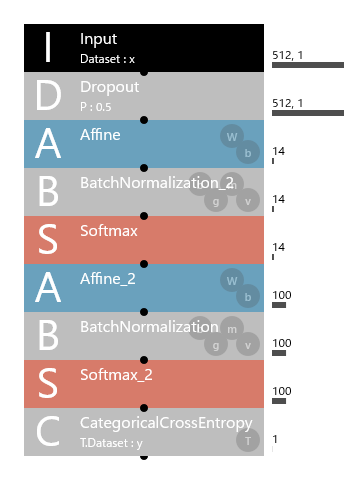 I Input 512, 1
Dataset : x
D Dropout 512, 1
P : 0.5
A Affine W b 14
B BatchNormalization_2 m g v 14
S Softmax 14
A Affine_2 W b 100
B BatchNormalization m g v 100
S Softmax_2 100
C CategoricalCrossEntropy 1
T.Dataset : y T